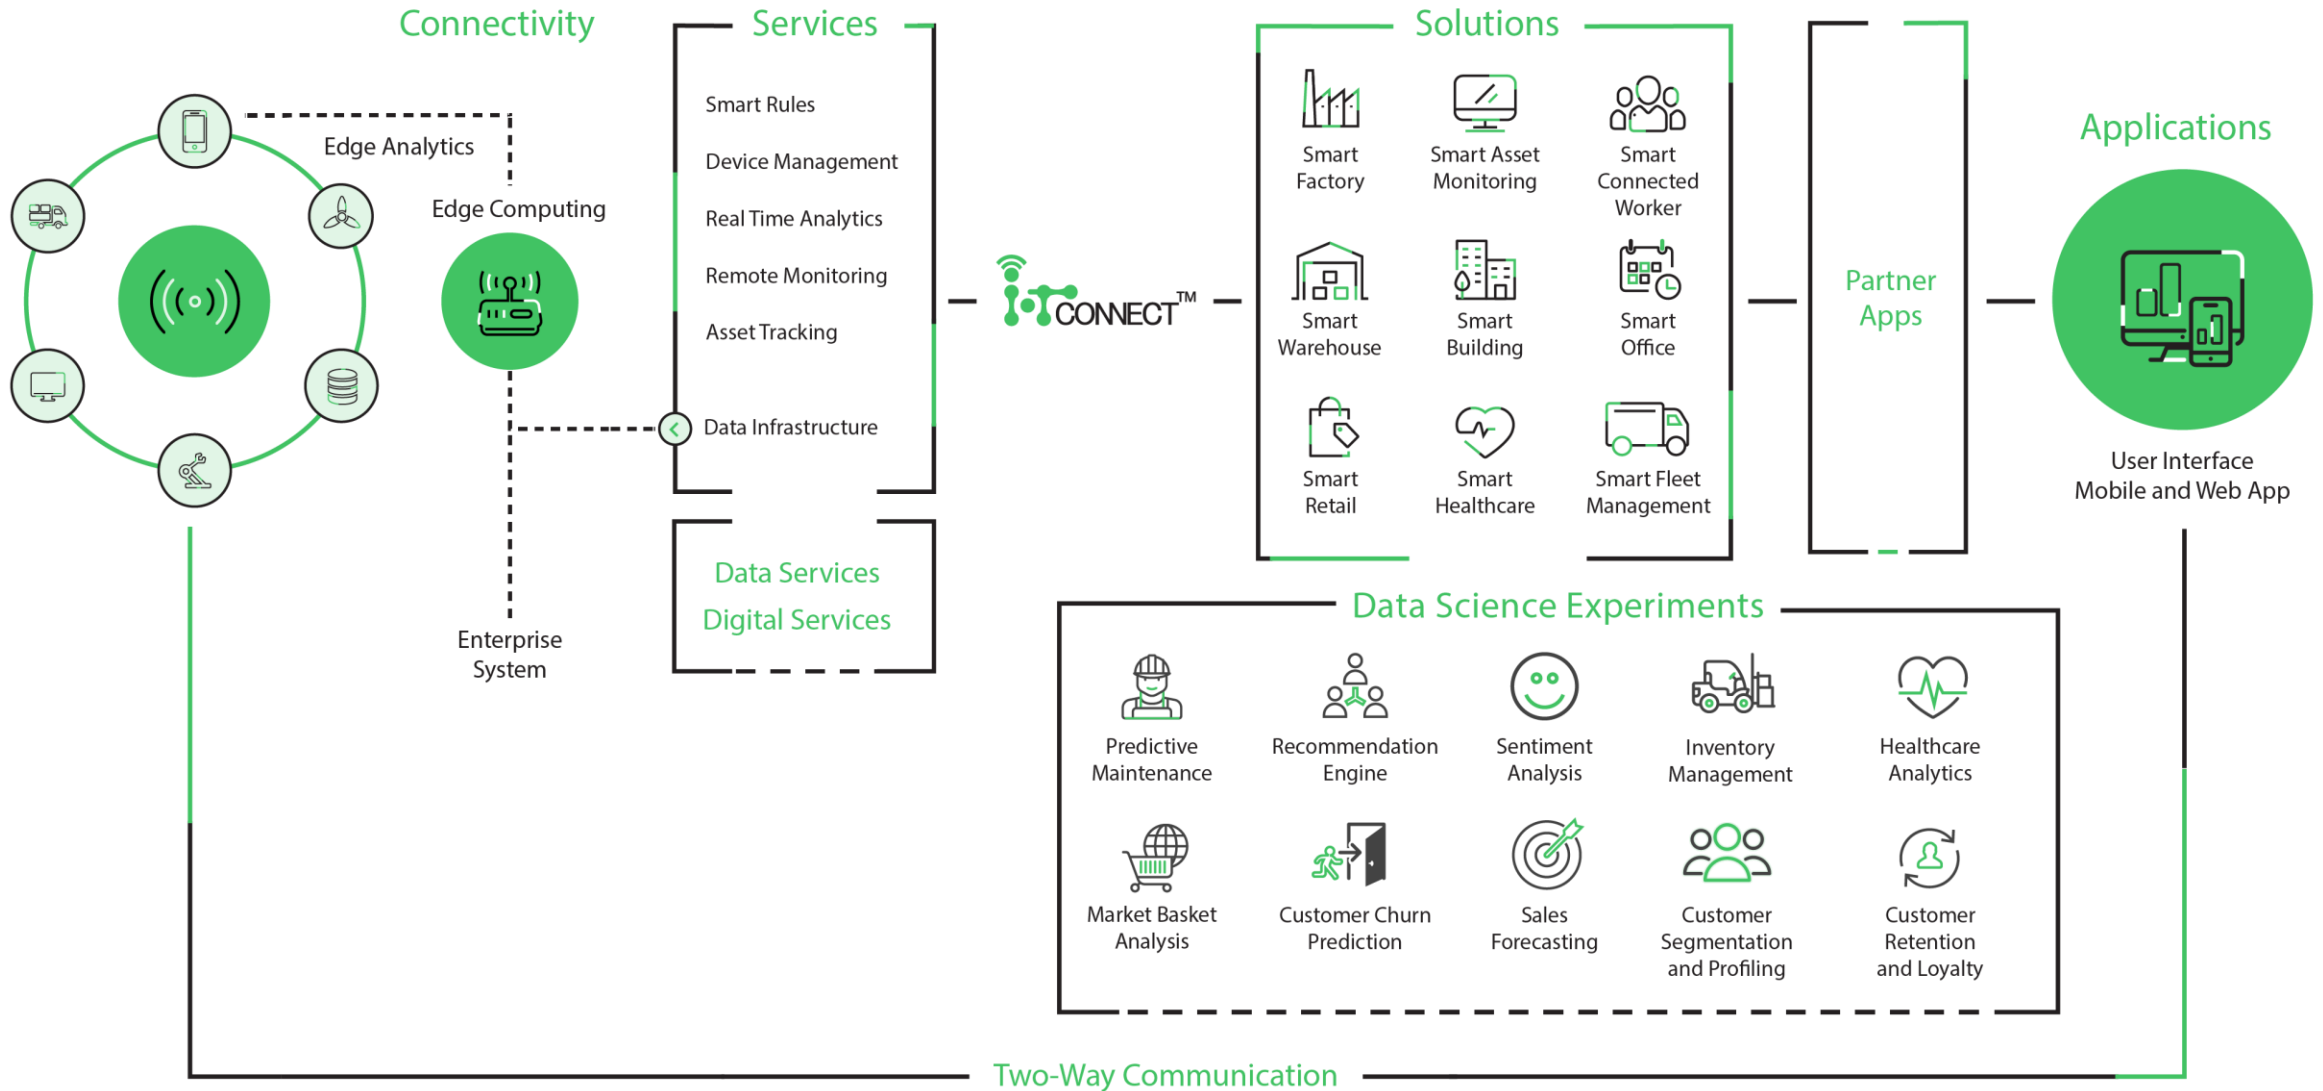 Connectivity
Edge Analytics
Edge Computing
Enterprise
System
Services
Smart Rules
Device Management
Real Time Analytics
Remote Monitoring
Asset Tracking
Data Infrastructure
Data Services
Digital Services
IoT CONNECT™
Solutions
Smart
Factory
Smart Asset
Monitoring
Smart
Connected
Worker
Smart
Warehouse
Smart
Building
Smart
Office
Smart
Retail
Smart
Healthcare
Smart Fleet
Management
Partner
Apps
Applications
User Interface
Mobile and Web App
Data Science Experiments
Predictive
Maintenance
Recommendation
Engine
Sentiment
Analysis
Inventory
Management
Healthcare
Analytics
Market Basket
Analysis
Customer Churn
Prediction
Sales
Forecasting
Customer
Segmentation
and Profiling
Customer
Retention
and Loyalty
Two-Way Communication